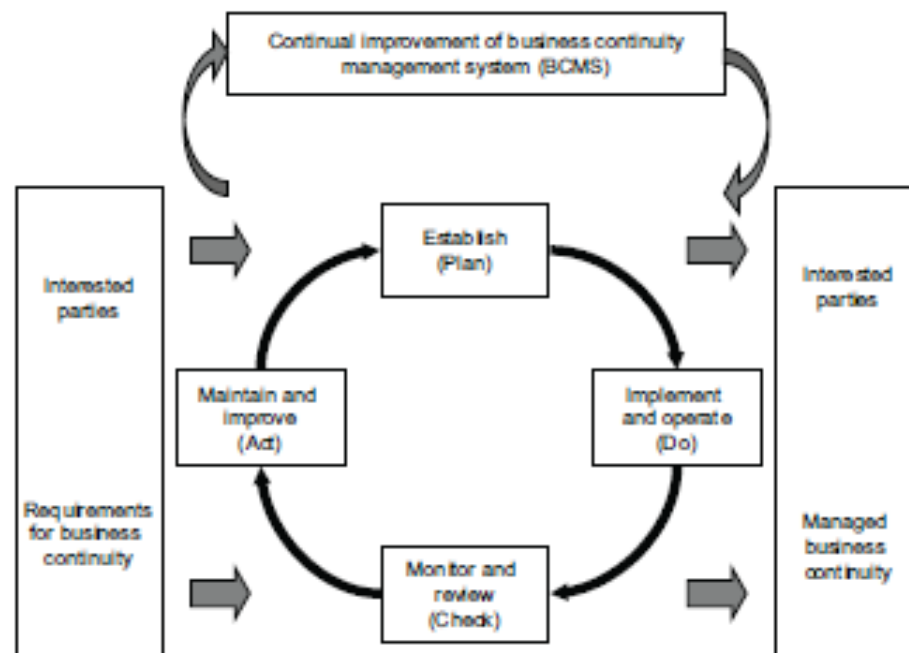 Continual improvement of business continuity
management system (BCMS)
Establish
(Plan)
Interested
parties
Interested
parties
Maintain and
improve
(Act)
Implement
and operate
(Do)
Requirements
for business
continuity
Managed
business
continuity
Monitor and
review
(Check)